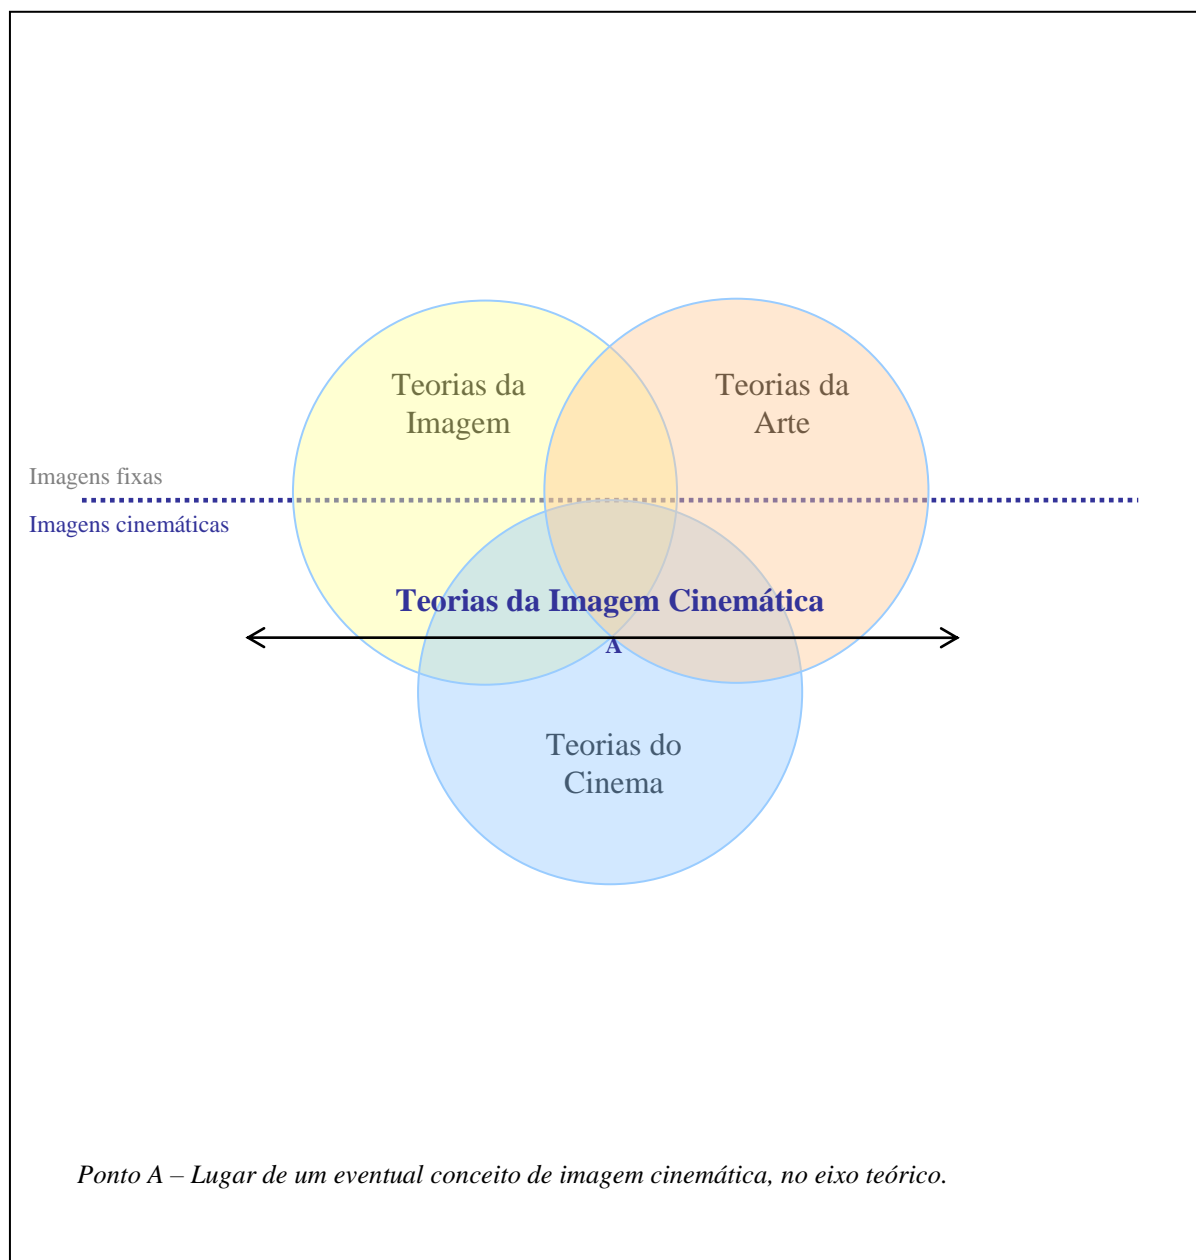 Teorias da
Imagem
Teorias da
Arte
Imagens fixas
Imagens cinemáticas
Teorias da Imagem Cinemática
A
Teorias do
Cinema
Ponto A – Lugar de um eventual conceito de imagem cinemática, no eixo teórico.